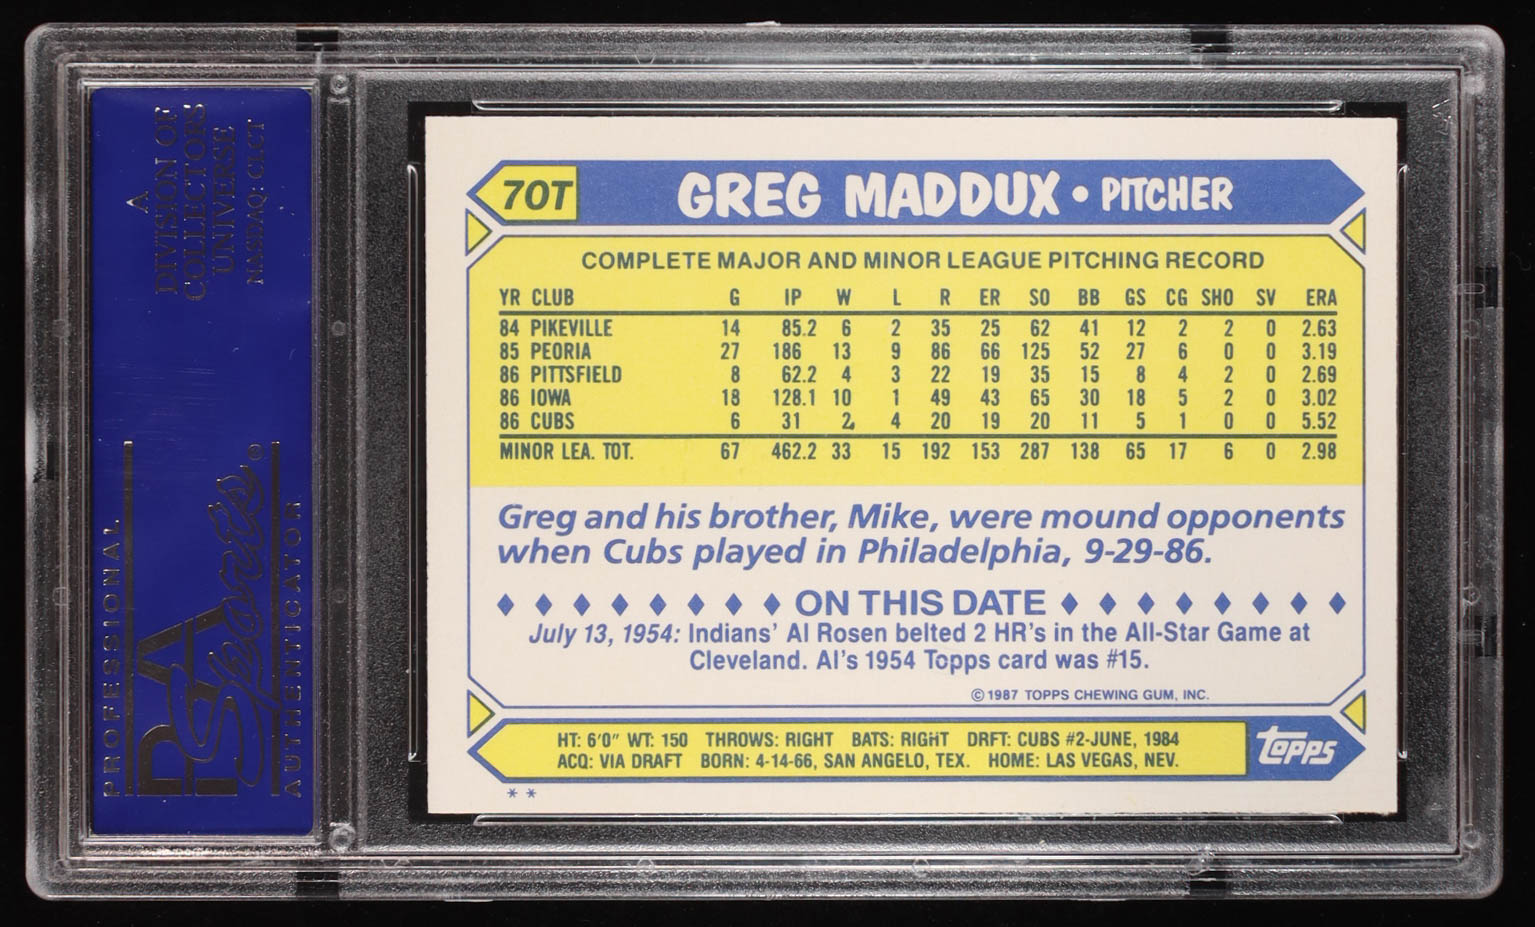 A
DIVISION OF
COLLECTORS
UNIVERSE
NASDAQ: CLCT
PROFESSIONAL
PSA
Sports®
AUTHENTICATOR
70T GREG MADDUX • PITCHER
COMPLETE MAJOR AND MINOR LEAGUE PITCHING RECORD
YR CLUB G IP W L R ER SO BB GS CG SHO SV ERA
84 PIKEVILLE 14 85.2 6 2 35 25 62 41 12 2 2 0 2.63
85 PEORIA 27 186 13 9 86 66 125 52 27 6 0 0 3.19
86 PITTSFIELD 8 62.2 4 3 22 19 35 15 8 4 2 0 2.69
86 IOWA 18 128.1 10 1 49 43 65 30 18 5 2 0 3.02
86 CUBS 6 31 2 4 20 19 20 11 5 1 0 0 5.52
MINOR LEA. TOT. 67 462.2 33 15 192 153 287 138 65 17 6 0 2.98
Greg and his brother, Mike, were mound opponents
when Cubs played in Philadelphia, 9-29-86.
ON THIS DATE
July 13, 1954: Indians' Al Rosen belted 2 HR's in the All-Star Game at
Cleveland. Al's 1954 Topps card was #15.
© 1987 TOPPS CHEWING GUM, INC.
HT: 6'0" WT: 150 THROWS: RIGHT BATS: RIGHT DRFT: CUBS #2-JUNE, 1984
ACQ: VIA DRAFT BORN: 4-14-66, SAN ANGELO, TEX. HOME: LAS VEGAS, NEV.
topps
* *